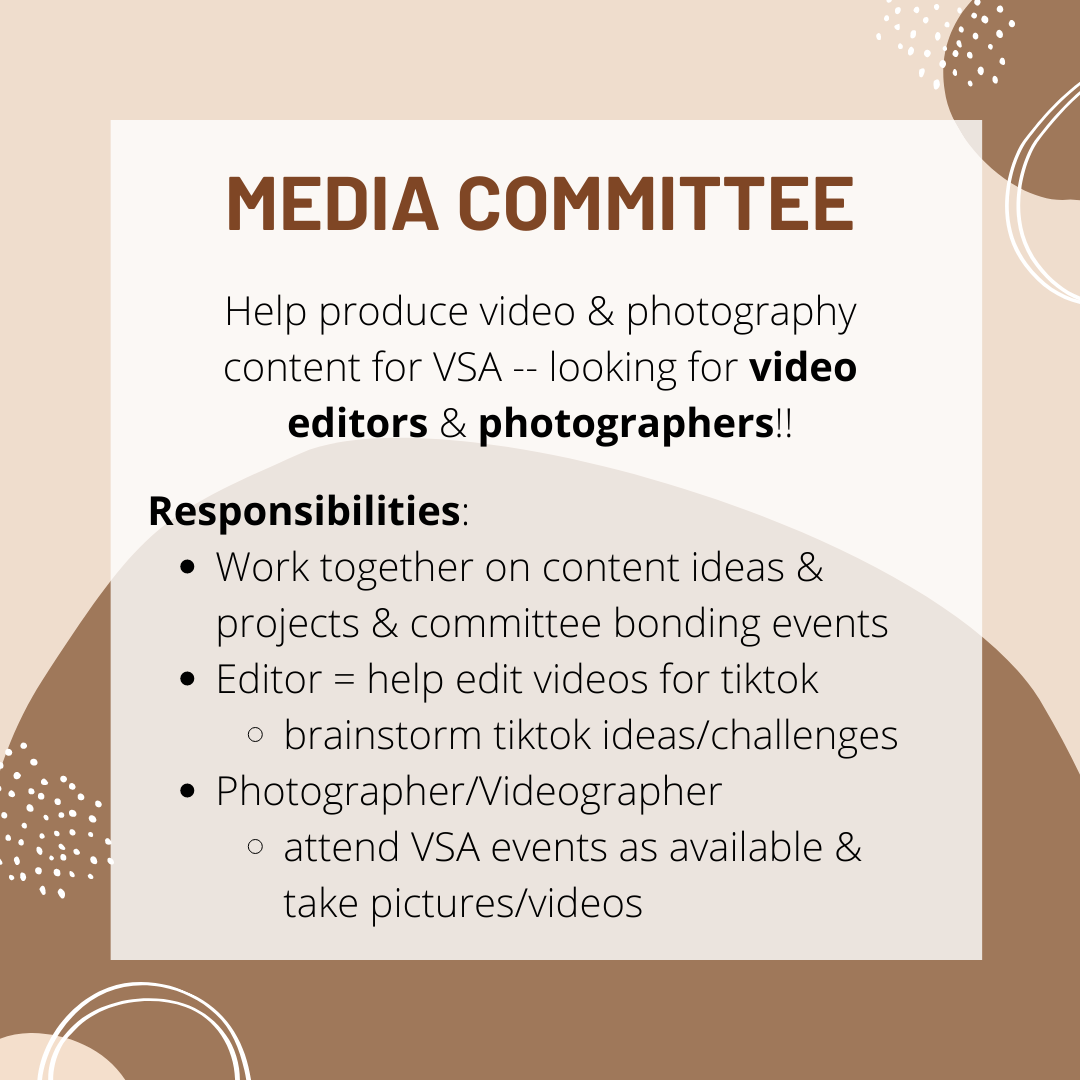 MEDIA COMMITTEE
Help produce video & photography
content for VSA -- looking for video
editors & photographers!!
Responsibilities:
• Work together on content ideas &
projects & committee bonding events
• Editor = help edit videos for tiktok
○ brainstorm tiktok ideas/challenges
• Photographer/Videographer
○ attend VSA events as available &
take pictures/videos